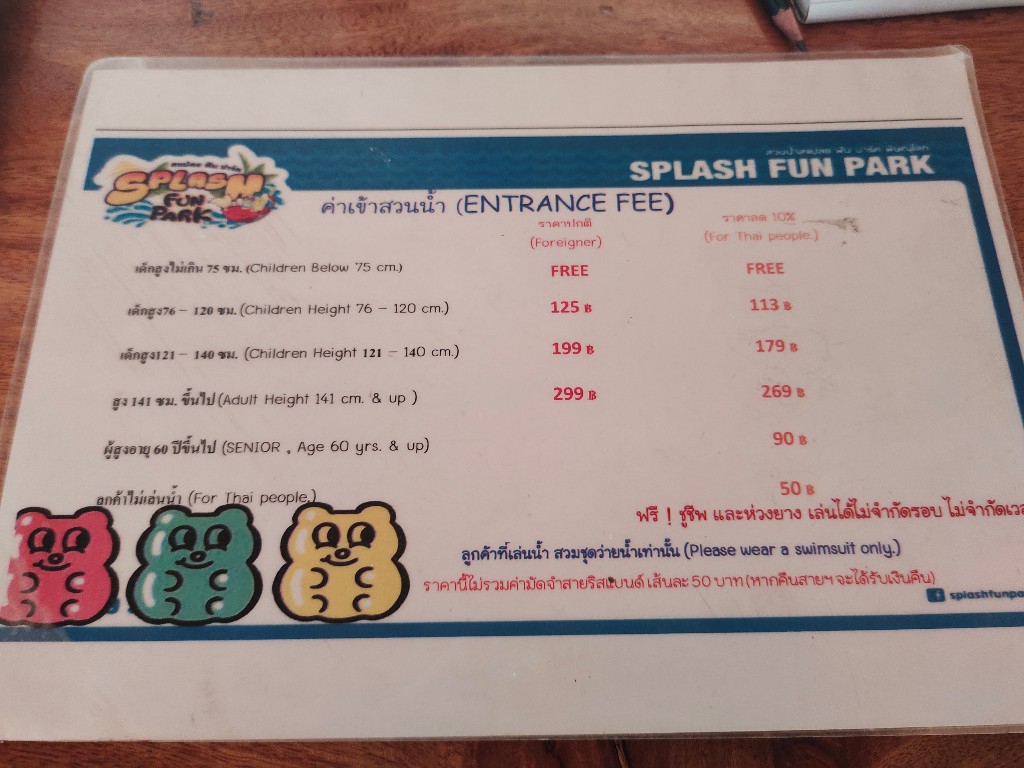 SPLASH
FUN
PARK
SPLASH FUN PARK
ค่าเข้าสวนน้ำ (ENTRANCE FEE)
ราคาปกติ ราคาลด 10%
(Foreigner) (For Thai people.)
เด็กสูงไม่เกิน 75 ซม. (Children Below 75 cm.) FREE FREE
เด็กสูง76 – 120 ซม. (Children Height 76 – 120 cm.) 125 ฿ 113 ฿
เด็กสูง121 – 140 ซม. (Children Height 121 – 140 cm.) 199 ฿ 179 ฿
สูง 141 ซม. ขึ้นไป (Adult Height 141 cm. & up ) 299 ฿ 269 ฿
ผู้สูงอายุ 60 ปีขึ้นไป (SENIOR , Age 60 yrs. & up) 90 ฿
ลูกค้าไม่เล่นน้ำ (For Thai people.) 50 ฿
ฟรี ! ชูชีพ และห่วงยาง เล่นได้ไม่จำกัดรอบ ไม่จำกัดเวล
ลูกค้าที่เล่นน้ำ สวมชุดว่ายน้ำเท่านั้น (Please wear a swimsuit only.)
ราคานี้ไม่รวมค่ามัดจำสายริสแบนด์ เส้นละ 50 บาท (หากคืนสายฯ จะได้รับเงินคืน)
splashfunpa